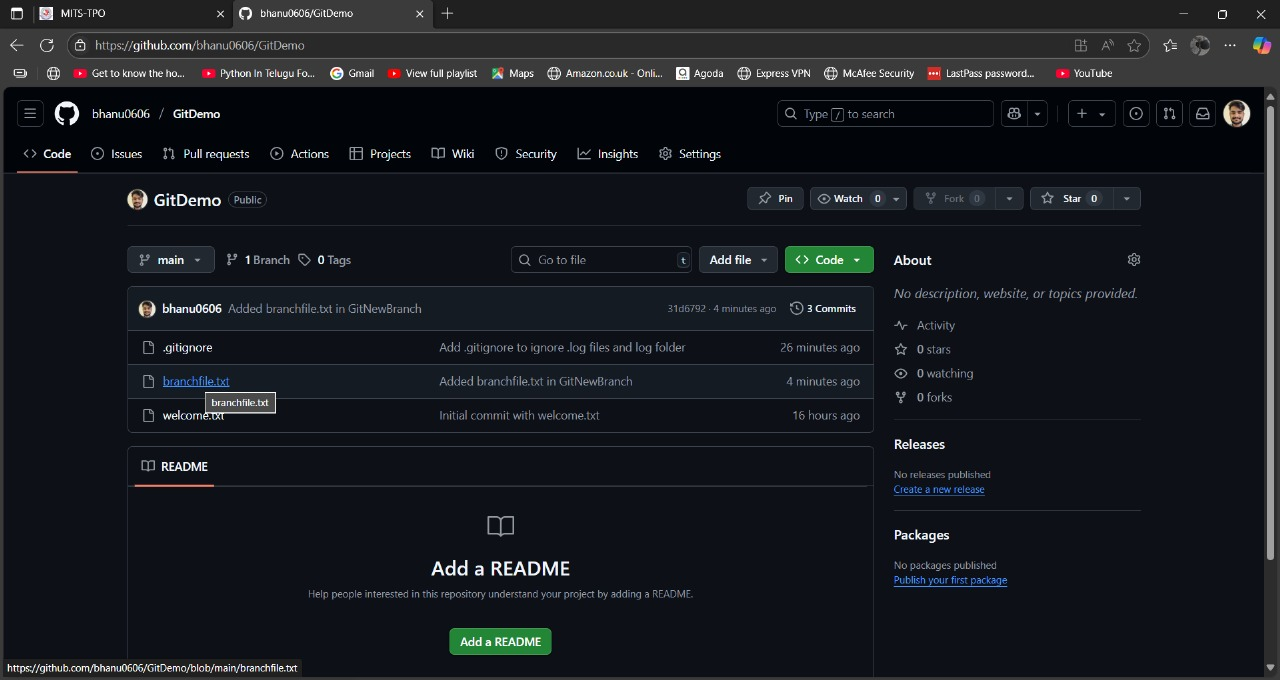 MITS-TPO
bhanu0606/GitDemo
https://github.com/bhanu0606/GitDemo
Get to know the ho... Python In Telugu Fo... Gmail View full playlist Maps Amazon.co.uk - Onli... Agoda Express VPN McAfee Security LastPass password... YouTube
bhanu0606 / GitDemo
Type / to search
Code Issues Pull requests Actions Projects Wiki Security Insights Settings
GitDemo Public
Pin Watch 0 Fork 0 Star 0
main 1 Branch 0 Tags
Go to file t Add file Code
About
No description, website, or topics provided.
bhanu0606 Added branchfile.txt in GitNewBranch 31d6792 · 4 minutes ago 3 Commits
Activity
.gitignore Add .gitignore to ignore .log files and log folder 26 minutes ago
0 stars
branchfile.txt Added branchfile.txt in GitNewBranch 4 minutes ago
0 watching
branchfile.txt
0 forks
welcome.txt Initial commit with welcome.txt 16 hours ago
Releases
No releases published
Create a new release
README
Packages
No packages published
Publish your first package
Add a README
Help people interested in this repository understand your project by adding a README.
Add a README
https://github.com/bhanu0606/GitDemo/blob/main/branchfile.txt